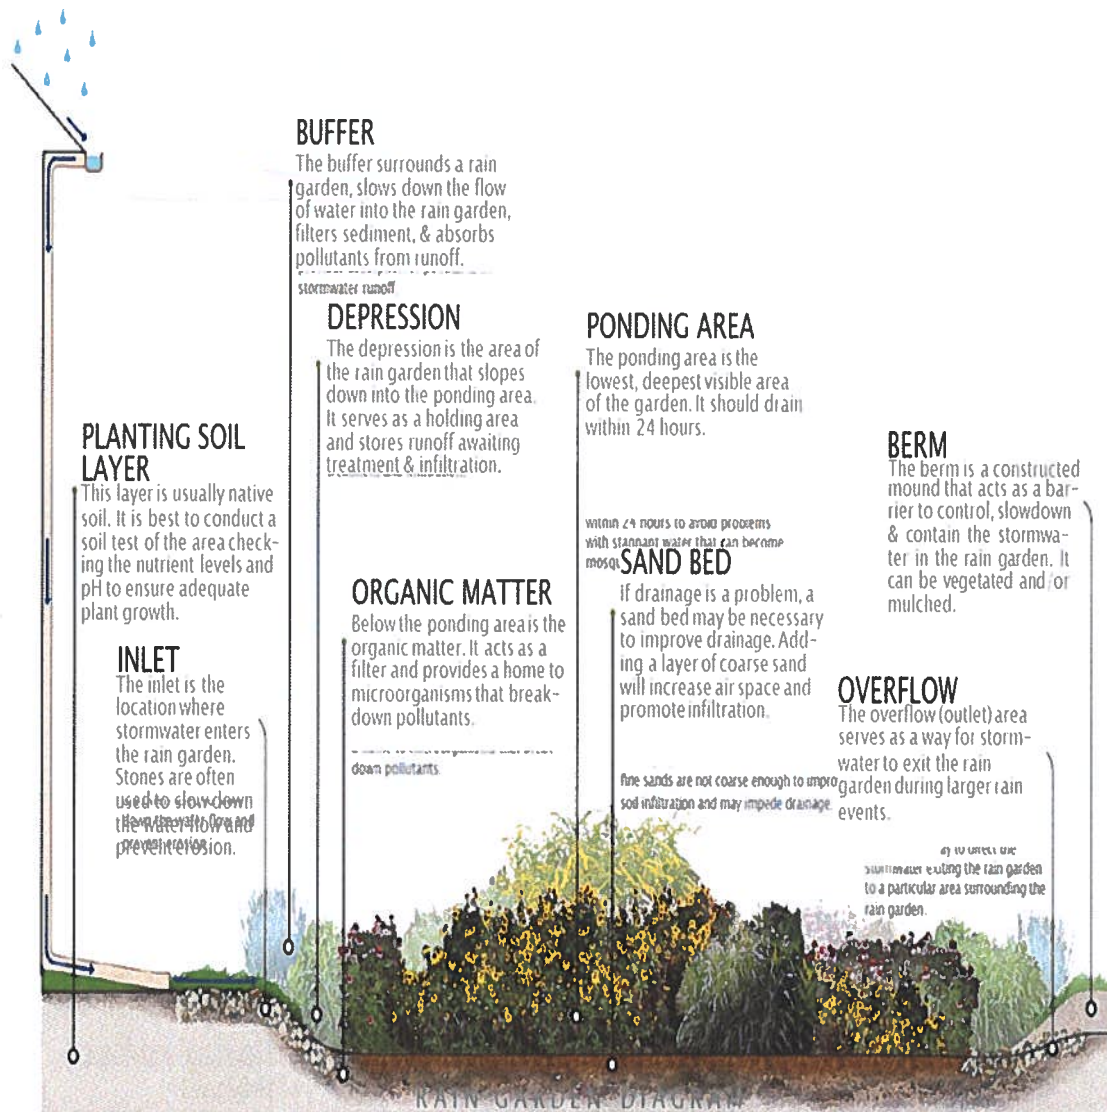 BUFFER
The buffer surrounds a rain
garden, slows down the flow
of water into the rain garden,
filters sediment, & absorbs
pollutants from runoff.
stormwater runoff
DEPRESSION
The depression is the area of
the rain garden that slopes
down into the ponding area.
It serves as a holding area
and stores runoff awaiting
treatment & infiltration.
PONDING AREA
The ponding area is the
lowest, deepest visible area
of the garden. It should drain
within 24 hours.
within 24 hours to avoid problems
with stagnant water that can become
PLANTING SOIL
LAYER
This layer is usually native
soil. It is best to conduct a
soil test of the area check-
ing the nutrient levels and
pH to ensure adequate
plant growth.
BERM
The berm is a constructed
mound that acts as a bar-
rier to control, slowdown
& contain the stormwa-
ter in the rain garden. It
can be vegetated and/or
mulched.
SAND BED
If drainage is a problem, a
sand bed may be necessary
to improve drainage. Add-
ing a layer of coarse sand
will increase air space and
promote infiltration.
fine sands are not coarse enough to impro
soil infiltration and may impede drainage.
ORGANIC MATTER
Below the ponding area is the
organic matter. It acts as a
filter and provides a home to
microorganisms that break-
down pollutants.
down pollutants.
INLET
The inlet is the
location where
stormwater enters
the rain garden.
Stones are often
used to slow down
the water flow and
prevent erosion.
OVERFLOW
The overflow (outlet) area
serves as a way for storm-
water to exit the rain
garden during larger rain
events.
stormwater exiting the rain garden
to a particular area surrounding the
rain garden.
RAIN GARDEN DIAGRAM